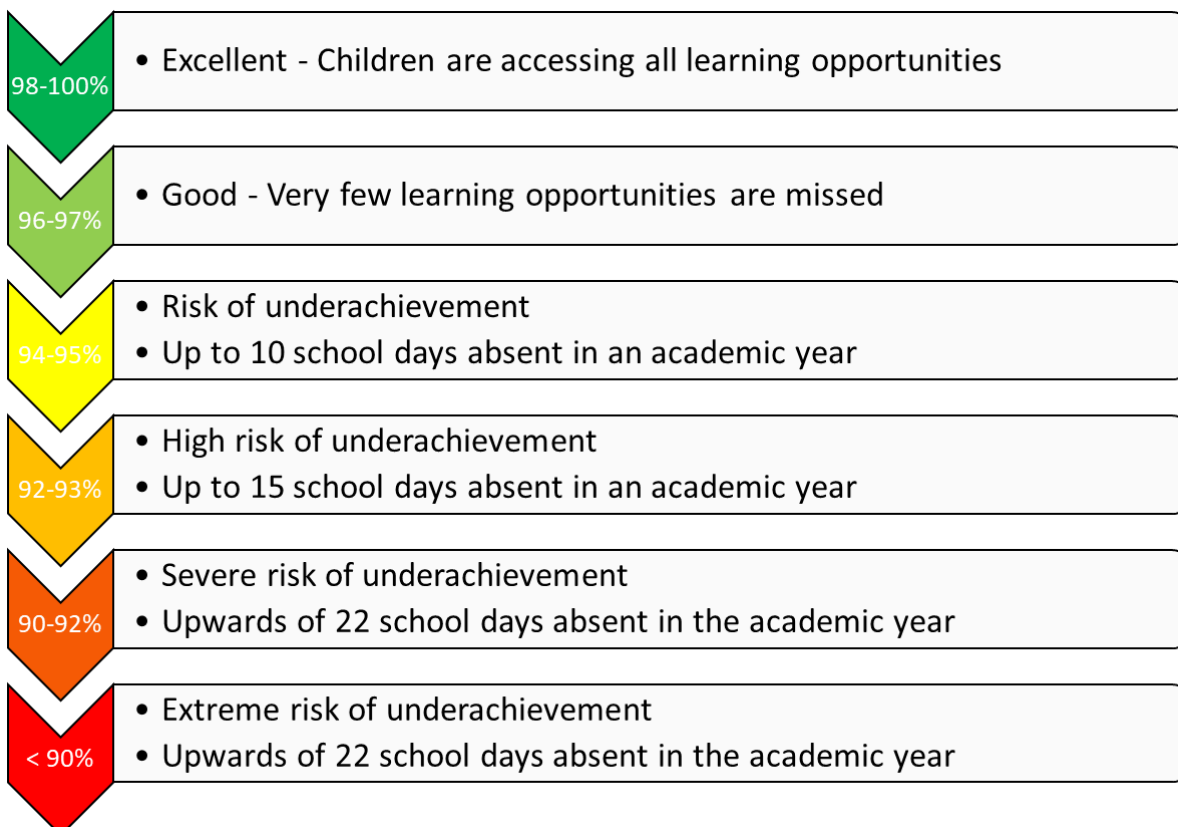 98-100%
• Excellent - Children are accessing all learning opportunities
96-97%
• Good - Very few learning opportunities are missed
94-95%
• Risk of underachievement
• Up to 10 school days absent in an academic year
92-93%
• High risk of underachievement
• Up to 15 school days absent in an academic year
90-92%
• Severe risk of underachievement
• Upwards of 22 school days absent in the academic year
< 90%
• Extreme risk of underachievement
• Upwards of 22 school days absent in the academic year